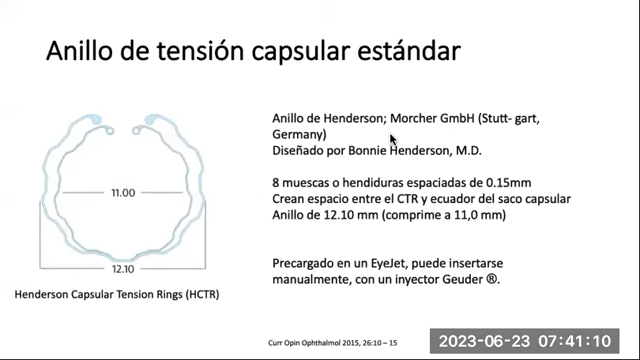 Anillo de tensión capsular estándar
Anillo de Henderson; Morcher GmbH (Stutt- gart,
Germany)
Diseñado por Bonnie Henderson, M.D.
8 muescas o hendiduras espaciadas de 0.15mm
Crean espacio entre el CTR y ecuador del saco capsular
Anillo de 12.10 mm (comprime a 11,0 mm)
Precargado en un EyeJet, puede insertarse
manualmente, con un inyector Geuder ®.
11.00
12.10
Henderson Capsular Tension Rings (HCTR)
Curr Opin Ophthalmol 2015, 26:10 – 15
2023-06-23 07:41:10